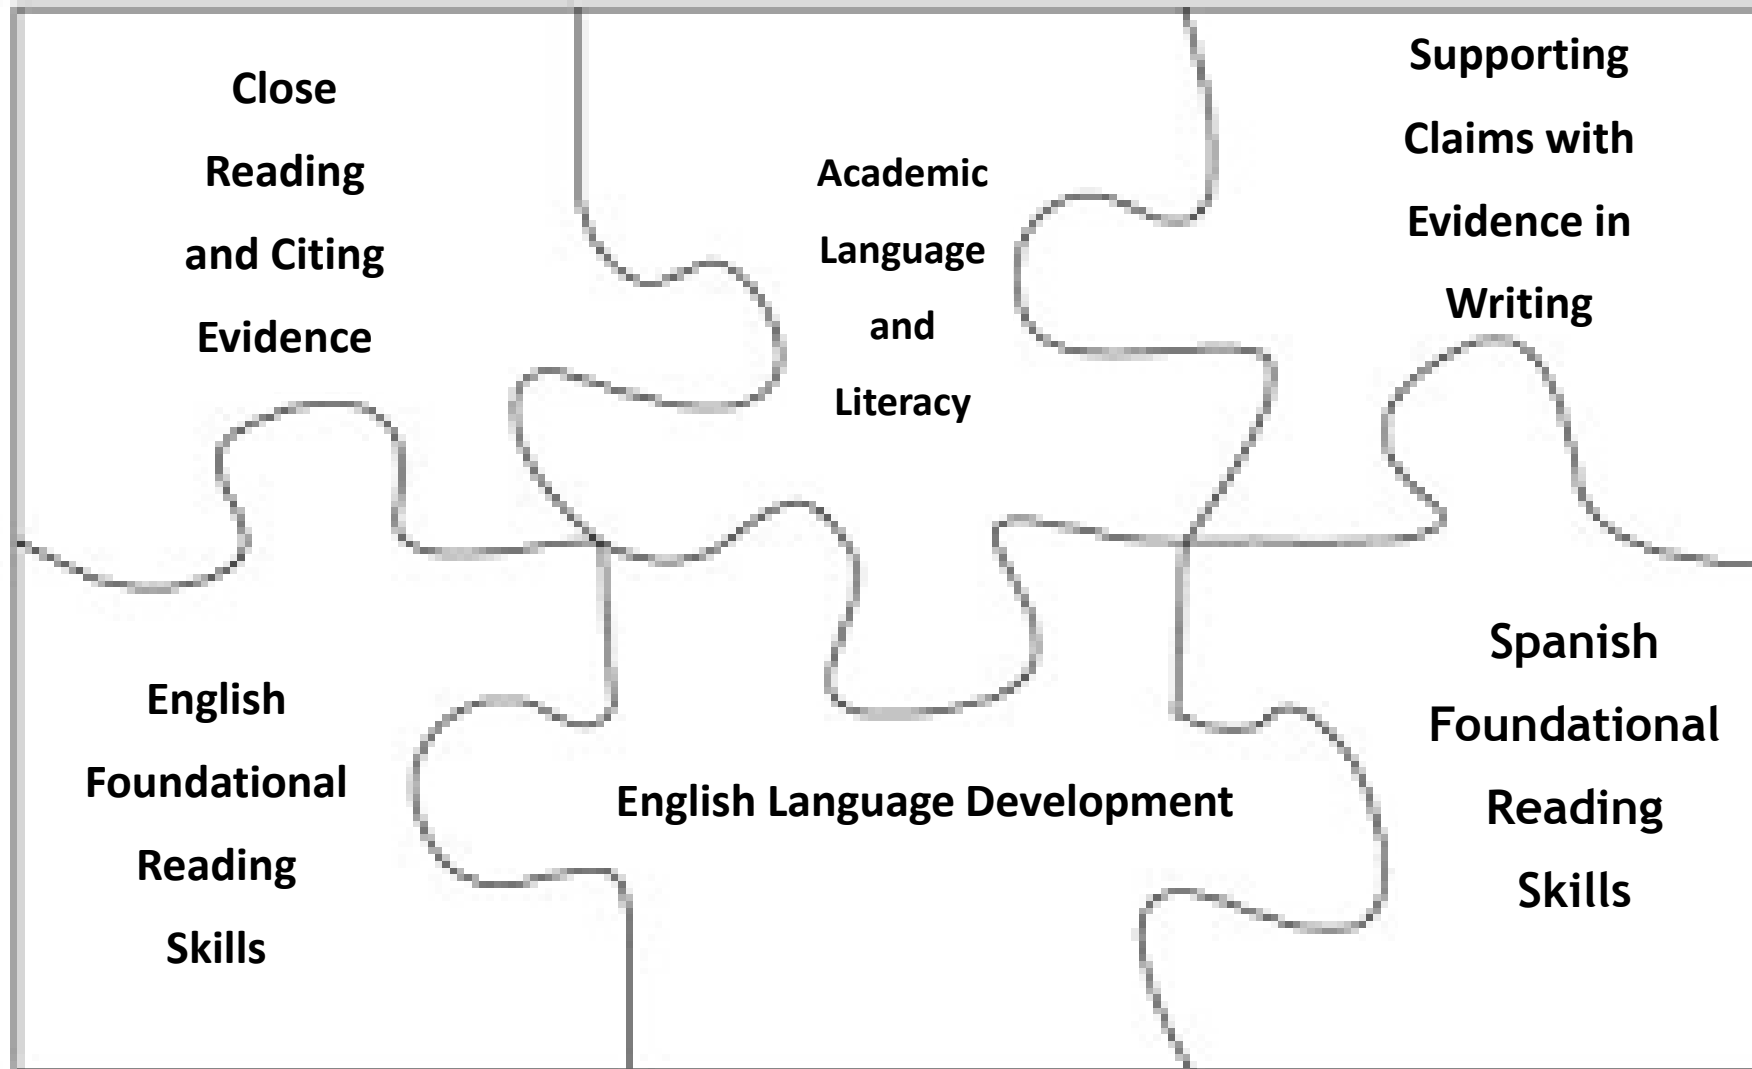 Close
Reading
and Citing
Evidence
Academic
Language
and
Literacy
Supporting
Claims with
Evidence in
Writing
English
Foundational
Reading
Skills
English Language Development
Spanish
Foundational
Reading
Skills